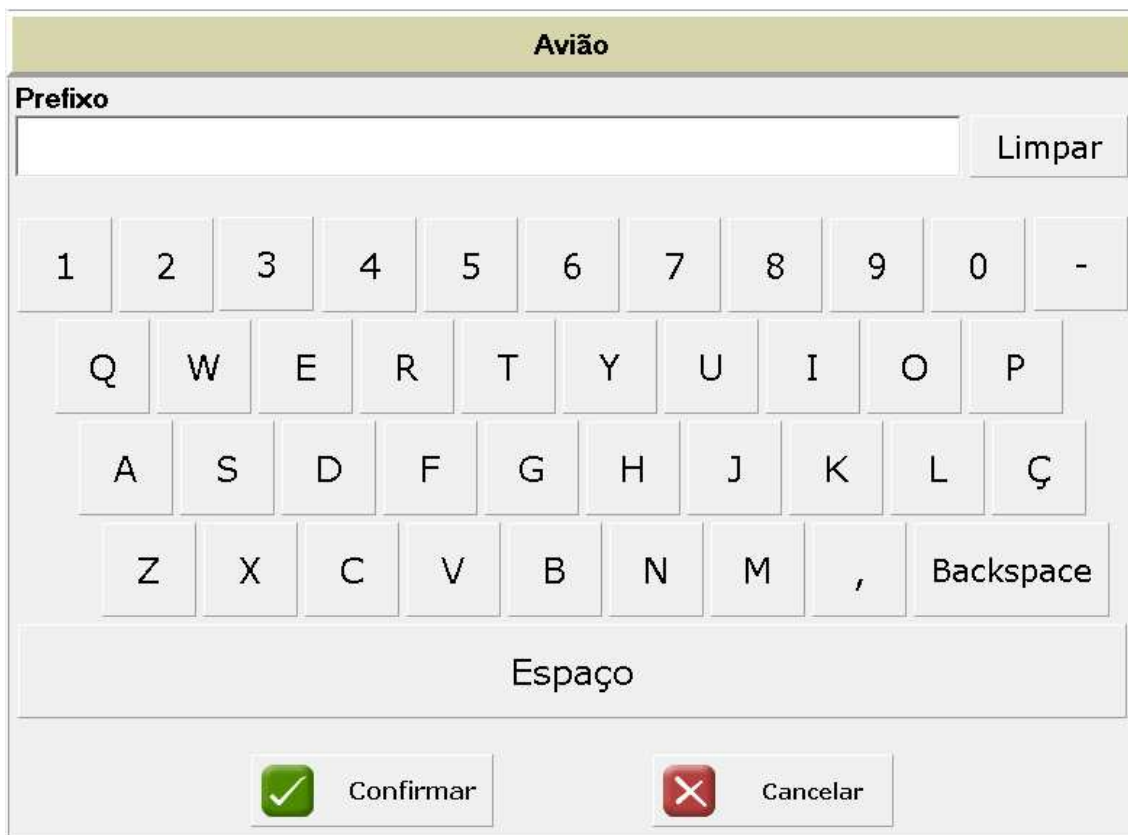 Avião
Prefixo
Limpar
1 2 3 4 5 6 7 8 9 0 -
Q W E R T Y U I O P
A S D F G H J K L Ç
Z X C V B N M , Backspace
Espaço
Confirmar Cancelar